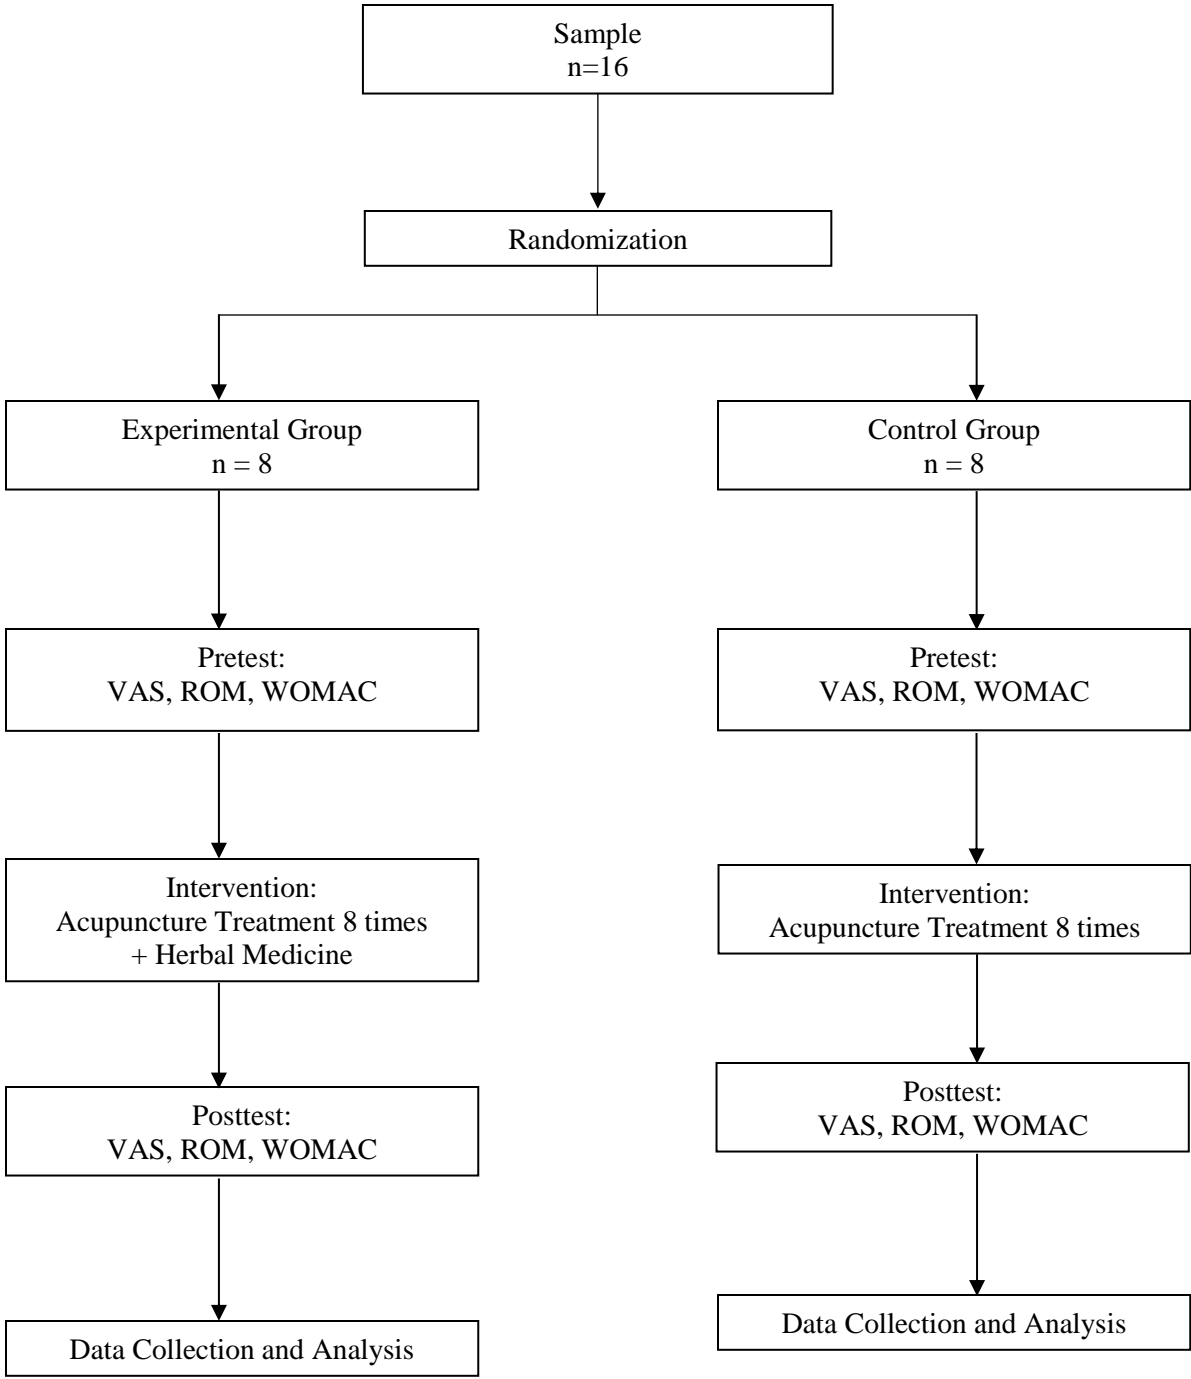 Sample
n=16
Randomization
Experimental Group
n = 8
Control Group
n = 8
Pretest:
VAS, ROM, WOMAC
Pretest:
VAS, ROM, WOMAC
Intervention:
Acupuncture Treatment 8 times
+ Herbal Medicine
Intervention:
Acupuncture Treatment 8 times
Posttest:
VAS, ROM, WOMAC
Posttest:
VAS, ROM, WOMAC
Data Collection and Analysis
Data Collection and Analysis